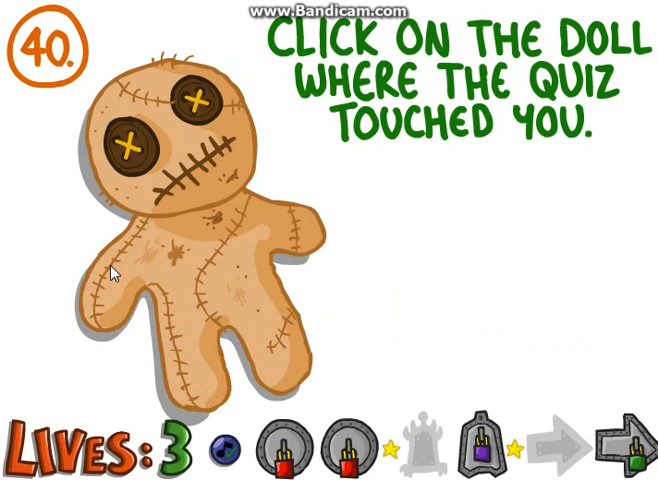 www.Bandicam.com
40.
CLICK ON THE DOLL
WHERE THE QUIZ
TOUCHED YOU.
LIVES: 3